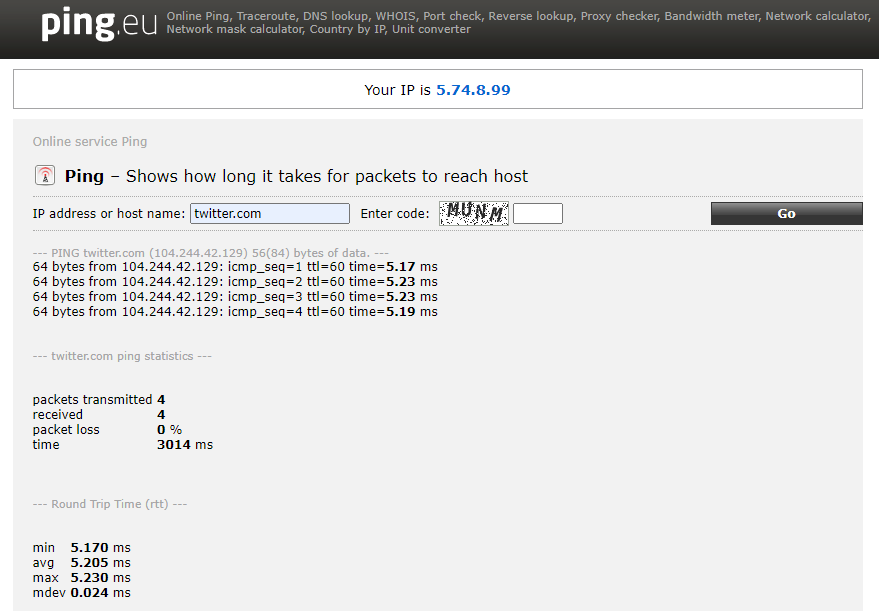 ping.eu
Online Ping, Traceroute, DNS lookup, WHOIS, Port check, Reverse lookup, Proxy checker, Bandwidth meter, Network calculator,
Network mask calculator, Country by IP, Unit converter
Your IP is 5.74.8.99
Online service Ping
Ping – Shows how long it takes for packets to reach host
IP address or host name: twitter.com Enter code: MUNM Go
--- PING twitter.com (104.244.42.129) 56(84) bytes of data. ---
64 bytes from 104.244.42.129: icmp_seq=1 ttl=60 time=5.17 ms
64 bytes from 104.244.42.129: icmp_seq=2 ttl=60 time=5.23 ms
64 bytes from 104.244.42.129: icmp_seq=3 ttl=60 time=5.23 ms
64 bytes from 104.244.42.129: icmp_seq=4 ttl=60 time=5.19 ms
--- twitter.com ping statistics ---
packets transmitted 4
received 4
packet loss 0 %
time 3014 ms
--- Round Trip Time (rtt) ---
min 5.170 ms
avg 5.205 ms
max 5.230 ms
mdev 0.024 ms